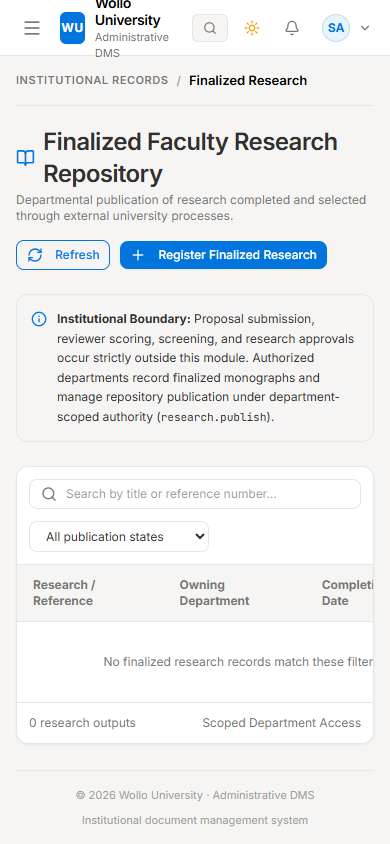 Wollo
University
Administrative
DMS
WU
SA
INSTITUTIONAL RECORDS / Finalized Research
Finalized Faculty Research
Repository
Departmental publication of research completed and selected
through external university processes.
Refresh
Register Finalized Research
Institutional Boundary: Proposal submission,
reviewer scoring, screening, and research approvals
occur strictly outside this module. Authorized
departments record finalized monographs and
manage repository publication under department-
scoped authority (research.publish).
Search by title or reference number...
All publication states
Research /
Reference
Owning
Department
Completi
Date
No finalized research records match these filter
0 research outputs
Scoped Department Access
© 2026 Wollo University · Administrative DMS
Institutional document management system